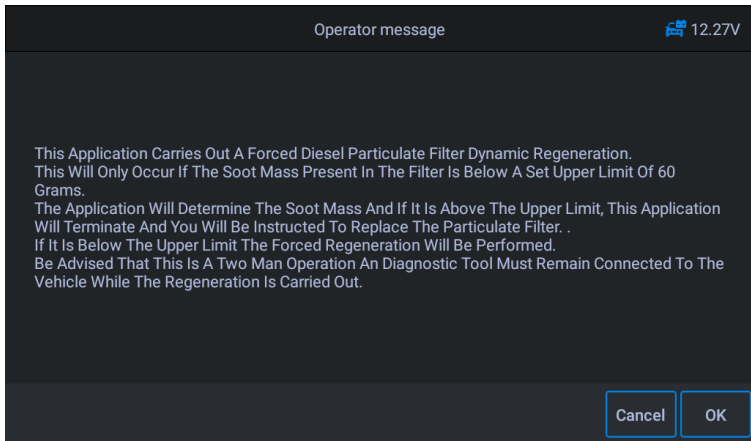 Operator message
12.27V
This Application Carries Out A Forced Diesel Particulate Filter Dynamic Regeneration.
This Will Only Occur If The Soot Mass Present In The Filter Is Below A Set Upper Limit Of 60
Grams.
The Application Will Determine The Soot Mass And If It Is Above The Upper Limit, This Application
Will Terminate And You Will Be Instructed To Replace The Particulate Filter. .
If It Is Below The Upper Limit The Forced Regeneration Will Be Performed.
Be Advised That This Is A Two Man Operation An Diagnostic Tool Must Remain Connected To The
Vehicle While The Regeneration Is Carried Out.
Cancel
OK